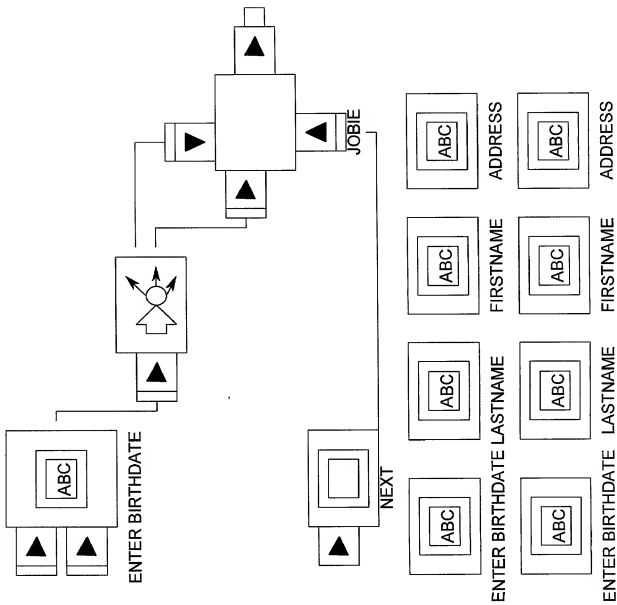 ABC
ENTER BIRTHDATE
JOBIE
NEXT
ABC ABC ABC ABC
ENTER BIRTHDATE LASTNAME FIRSTNAME ADDRESS
ABC ABC ABC ABC
ENTER BIRTHDATE LASTNAME FIRSTNAME ADDRESS